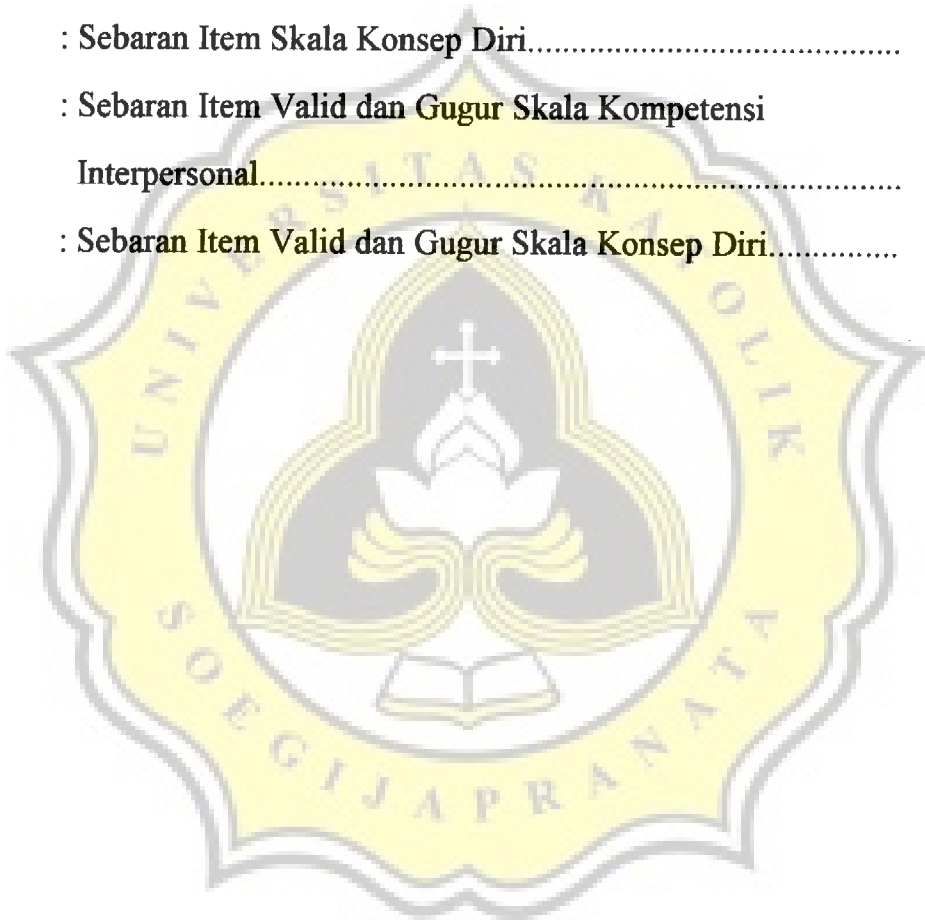 : Sebaran Item Skala Konsep Diri........................................
: Sebaran Item Valid dan Gugur Skala Kompetensi
Interpersonal.....................................................................
: Sebaran Item Valid dan Gugur Skala Konsep Diri..............
UNIVERSITAS KATOLIK
SOEGIJAPRANATA